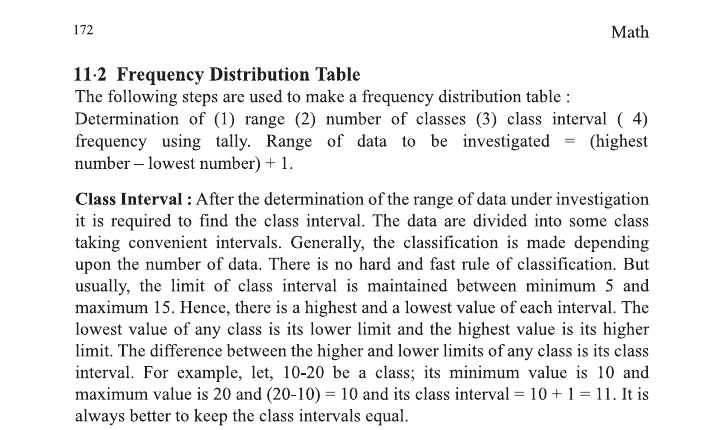 172
Math
11·2 Frequency Distribution Table
The following steps are used to make a frequency distribution table :
Determination of (1) range (2) number of classes (3) class interval ( 4)
frequency using tally. Range of data to be investigated = (highest
number – lowest number) + 1.
Class Interval : After the determination of the range of data under investigation
it is required to find the class interval. The data are divided into some class
taking convenient intervals. Generally, the classification is made depending
upon the number of data. There is no hard and fast rule of classification. But
usually, the limit of class interval is maintained between minimum 5 and
maximum 15. Hence, there is a highest and a lowest value of each interval. The
lowest value of any class is its lower limit and the highest value is its higher
limit. The difference between the higher and lower limits of any class is its class
interval. For example, let, 10-20 be a class; its minimum value is 10 and
maximum value is 20 and (20-10) = 10 and its class interval = 10 + 1 = 11. It is
always better to keep the class intervals equal.